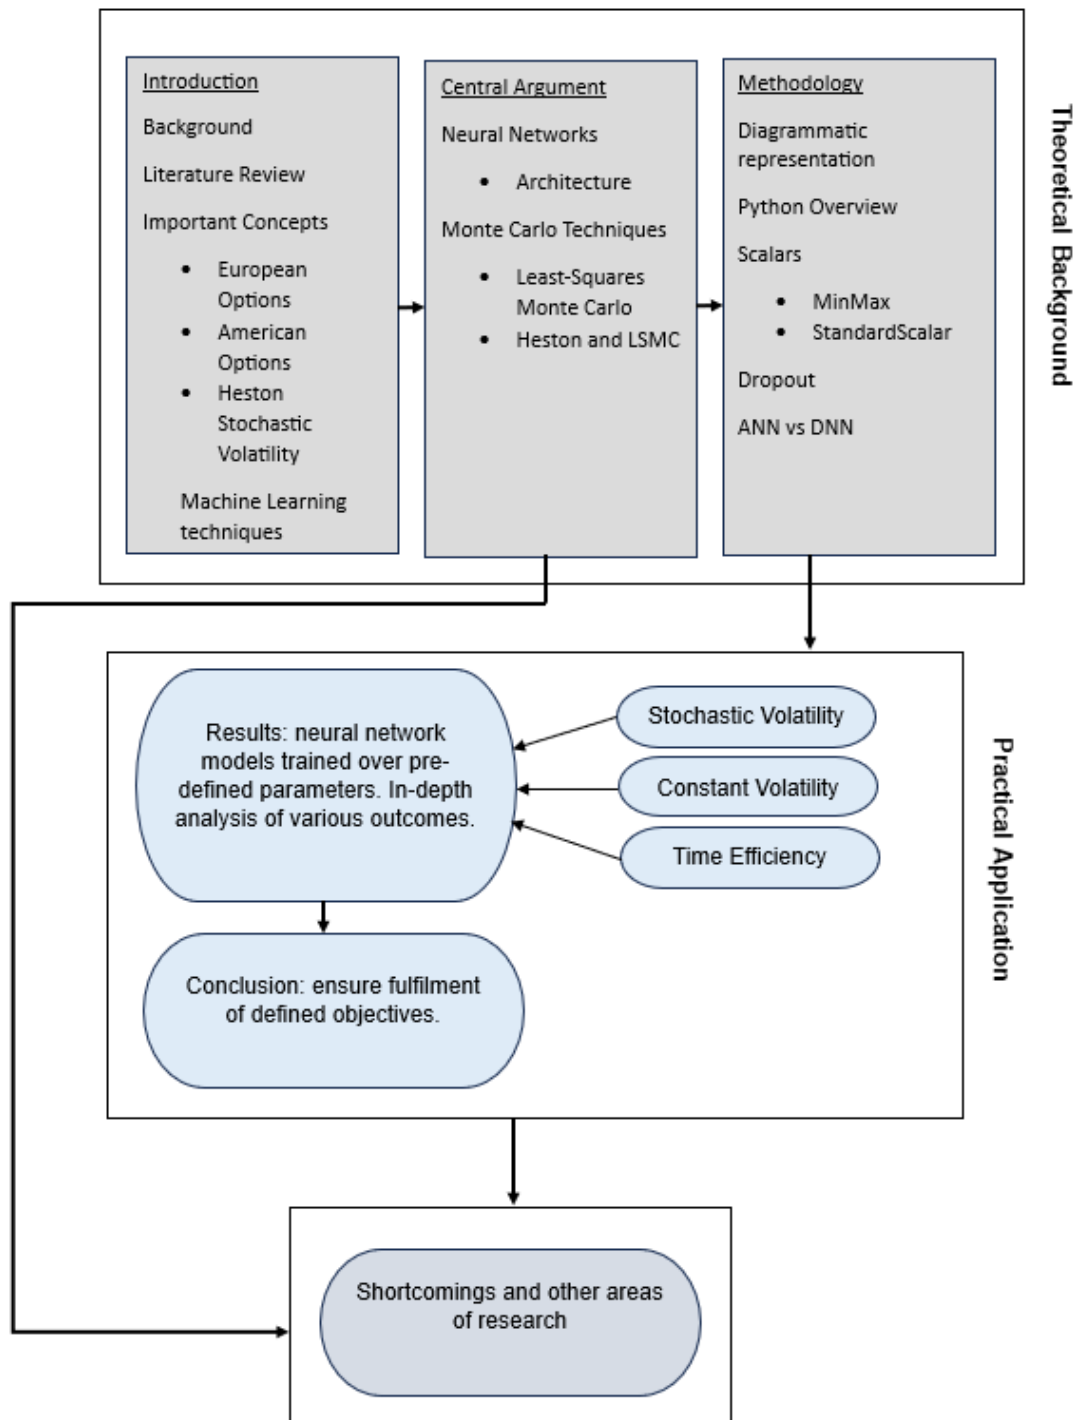 Introduction
Background
Literature Review
Important Concepts
• European
Options
• American
Options
• Heston
Stochastic
Volatility
Machine Learning
techniques
Central Argument
Neural Networks
• Architecture
Monte Carlo Techniques
• Least-Squares
Monte Carlo
• Heston and LSMC
Methodology
Diagrammatic
representation
Python Overview
Scalars
• MinMax
• StandardScalar
Dropout
ANN vs DNN
Theoretical Background
Results: neural network
models trained over pre-
defined parameters. In-depth
analysis of various outcomes.
Stochastic Volatility
Constant Volatility
Time Efficiency
Conclusion: ensure fulfilment
of defined objectives.
Practical Application
Shortcomings and other areas
of research